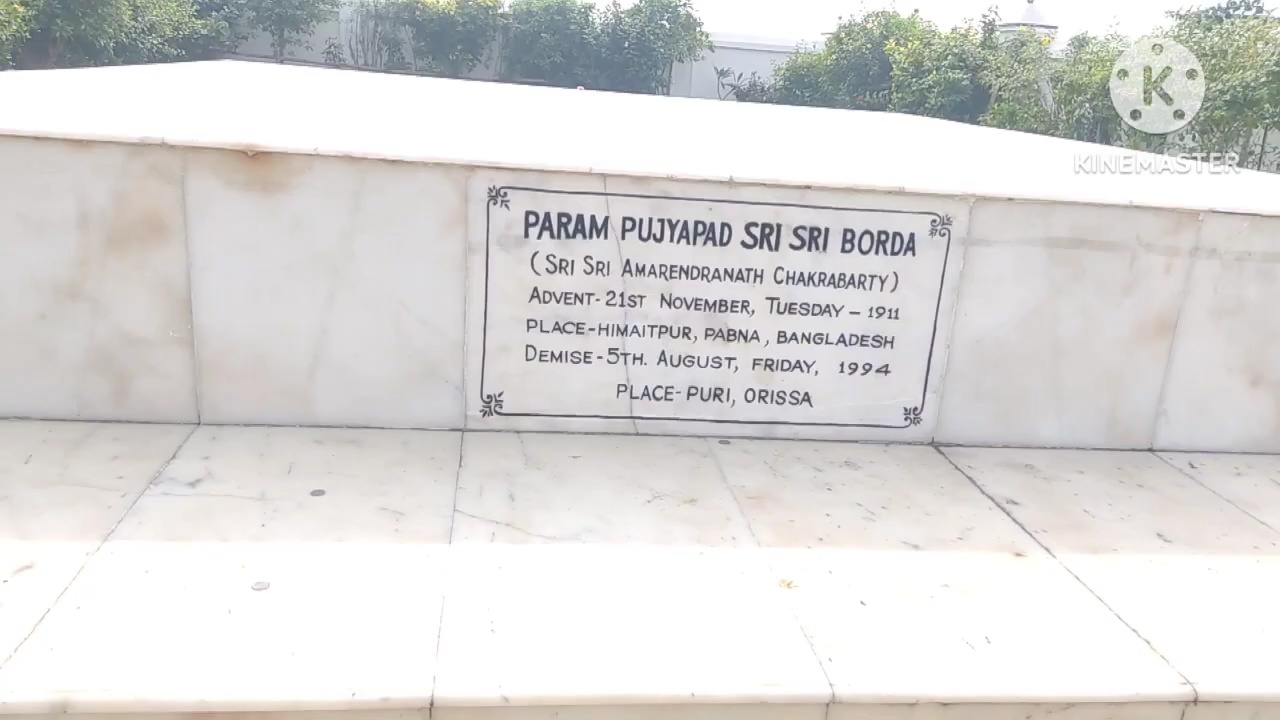 K
KINEMASTER
PARAM PUJYAPAD SRI SRI BORDA
(SRI SRI AMARENDRANATH CHAKRABARTY)
ADVENT-21ST NOVEMBER, TUESDAY-1911
PLACE-HIMAITPUR, PABNA, BANGLADESH
DEMISE-5TH. AUGUST, FRIDAY, 1994
PLACE-PURI, ORISSA